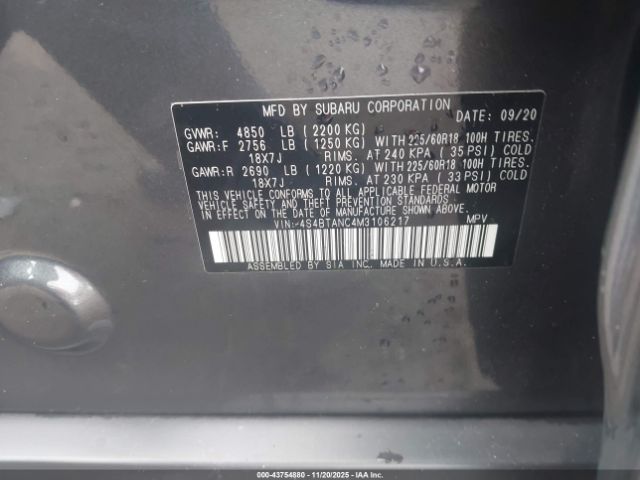 MFD BY SUBARU CORPORATION
DATE: 09/20
GVWR: 4850 LB (2200 KG)
GAWR:F 2756 LB (1250 KG) WITH 225/60R18 100H TIRES.
18X7J RIMS. AT 240 KPA (35 PSI) COLD
GAWR:R 2690 LB (1220 KG) WITH 225/60R18 100H TIRES.
18X7J RIMS. AT 230 KPA (33 PSI) COLD
THIS VEHICLE CONFORMS TO ALL APPLICABLE FEDERAL MOTOR
VEHICLE SAFETY, BUMPER, AND THEFT PREVENTION STANDARDS
IN EFFECT ON THE DATE OF MANUFACTURE SHOWN ABOVE.
VIN:-4S4BTANC4M3106217 MPV
ASSEMBLED BY SIA INC. MADE IN U.S.A.
000-43754880 - 11/20/2025 - IAAI.COM